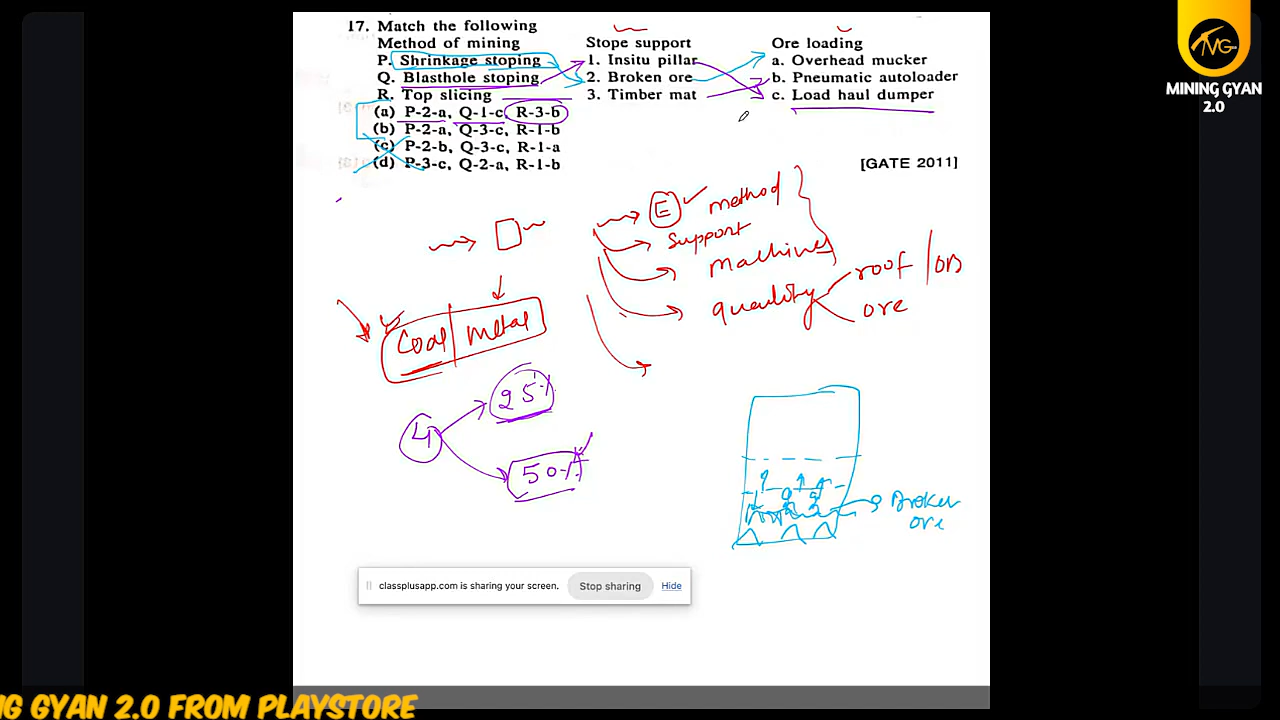 17. Match the following
Method of mining Stope support Ore loading
P. Shrinkage stoping 1. Insitu pillar a. Overhead mucker
Q. Blasthole stoping 2. Broken ore b. Pneumatic autoloader
R. Top slicing 3. Timber mat c. Load haul dumper
(a) P-2-a, Q-1-c, R-3-b
(b) P-2-a, Q-3-c, R-1-b
(c) P-2-b, Q-3-c, R-1-a
(d) P-3-c, Q-2-a, R-1-b
[GATE 2011]
TMG
MINING GYAN
2.0
E method
Support
machines
quality
roof / OB
ore
Coal | Metal
4
25%
50%
Broken
ore
classplusapp.com is sharing your screen. Stop sharing Hide
NG GYAN 2.0 FROM PLAYSTORE